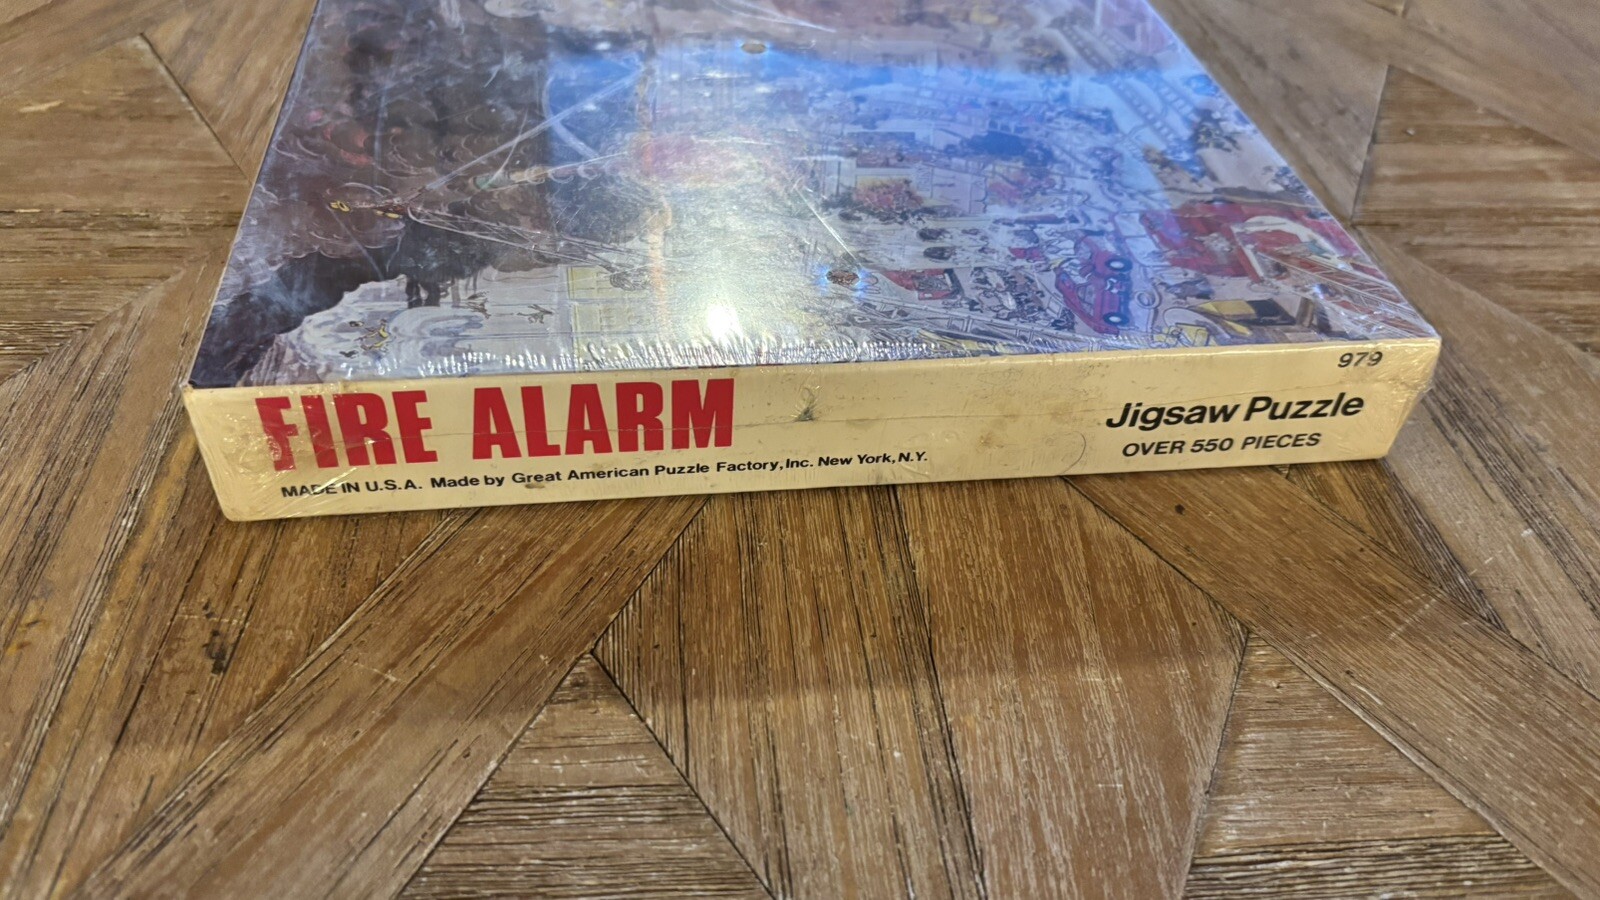 FIRE ALARM
MADE IN U.S.A. Made by Great American Puzzle Factory, Inc. New York, N.Y.
979
Jigsaw Puzzle
OVER 550 PIECES